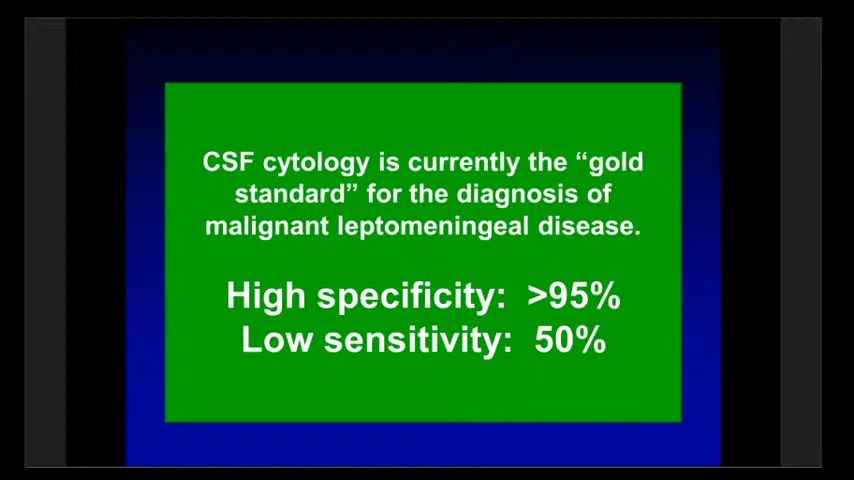 CSF cytology is currently the “gold
standard” for the diagnosis of
malignant leptomeningeal disease.
High specificity: >95%
Low sensitivity: 50%